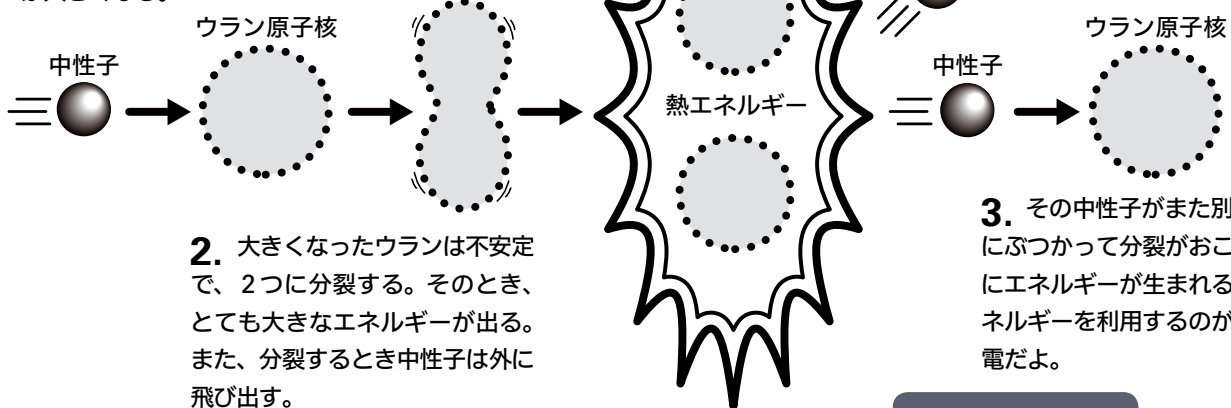 ウラン原子核
中性子
熱エネルギー
中性子
ウラン原子核
2. 大きくなったウランは不安定
で、2つに分裂する。そのとき、
とても大きなエネルギーが出る。
また、分裂するとき中性子は外に
飛び出す。
3. その中性子がまた別
にぶつかって分裂がおこ
にエネルギーが生まれる
ネルギーを利用するのが
電だよ。